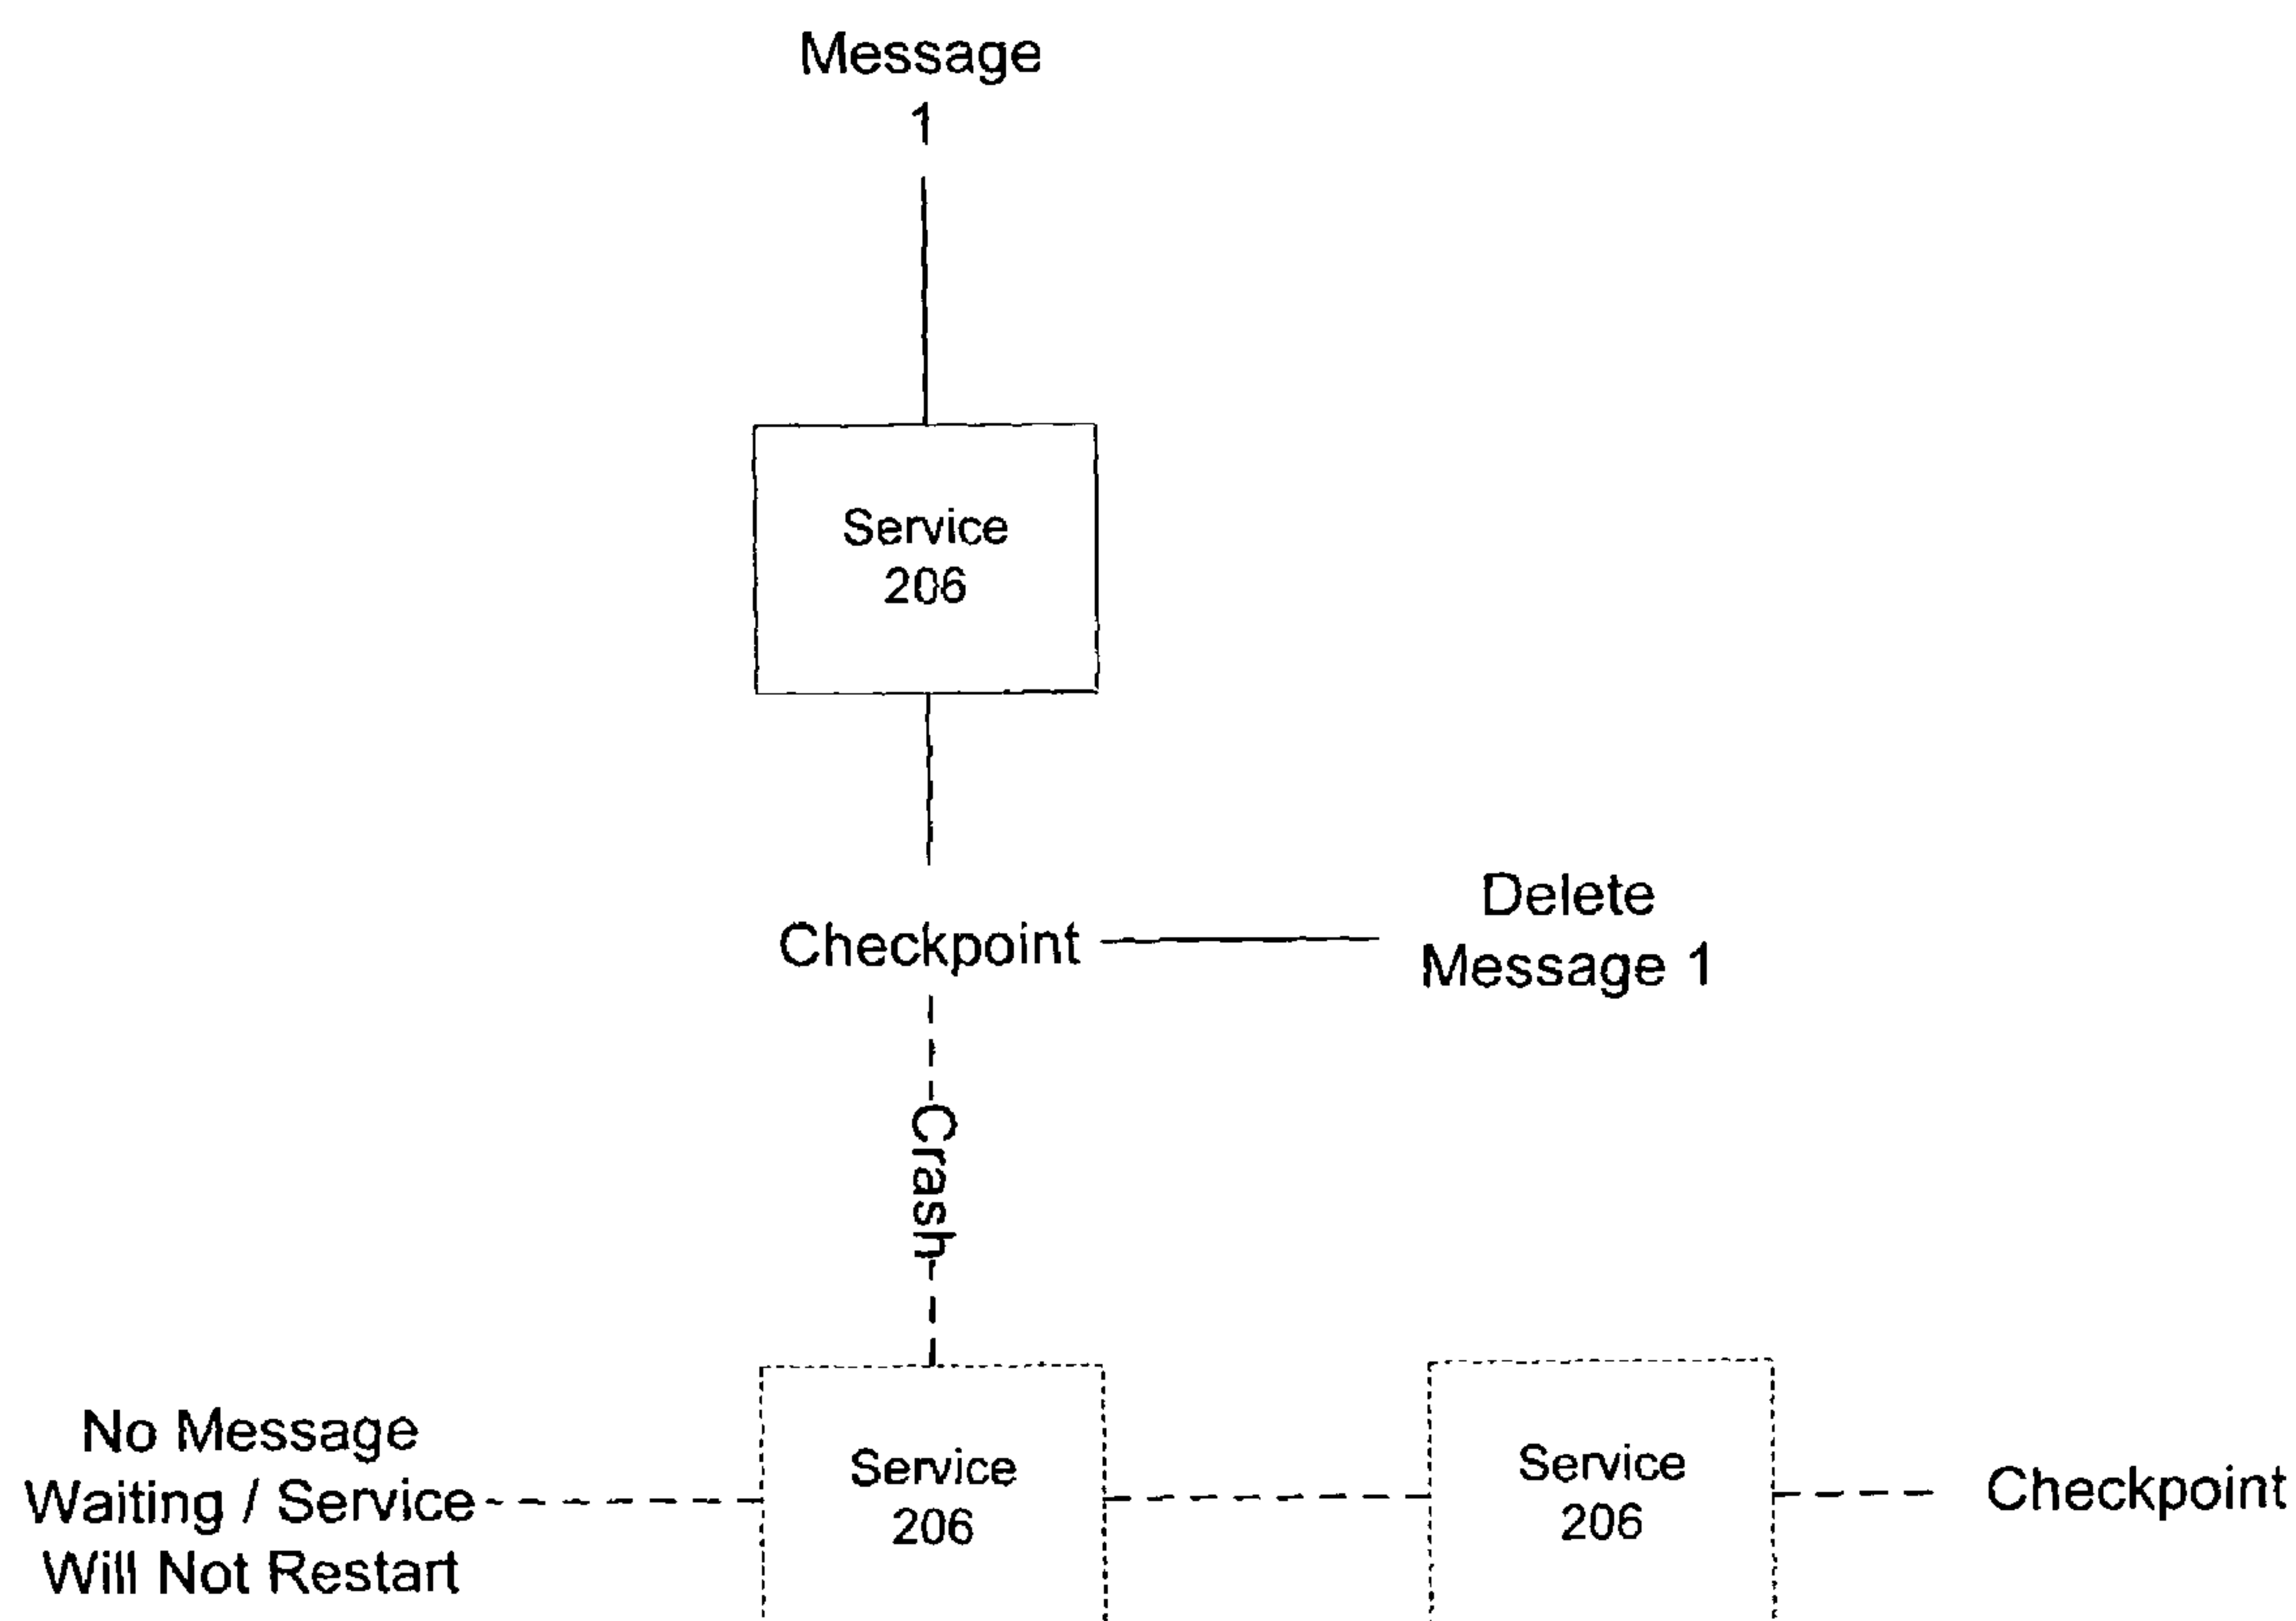 Message
1
Service
206
Checkpoint
Delete
Message 1
Crash
No Message
Waiting / Service
Will Not Restart
Service
206
Service
206
Checkpoint